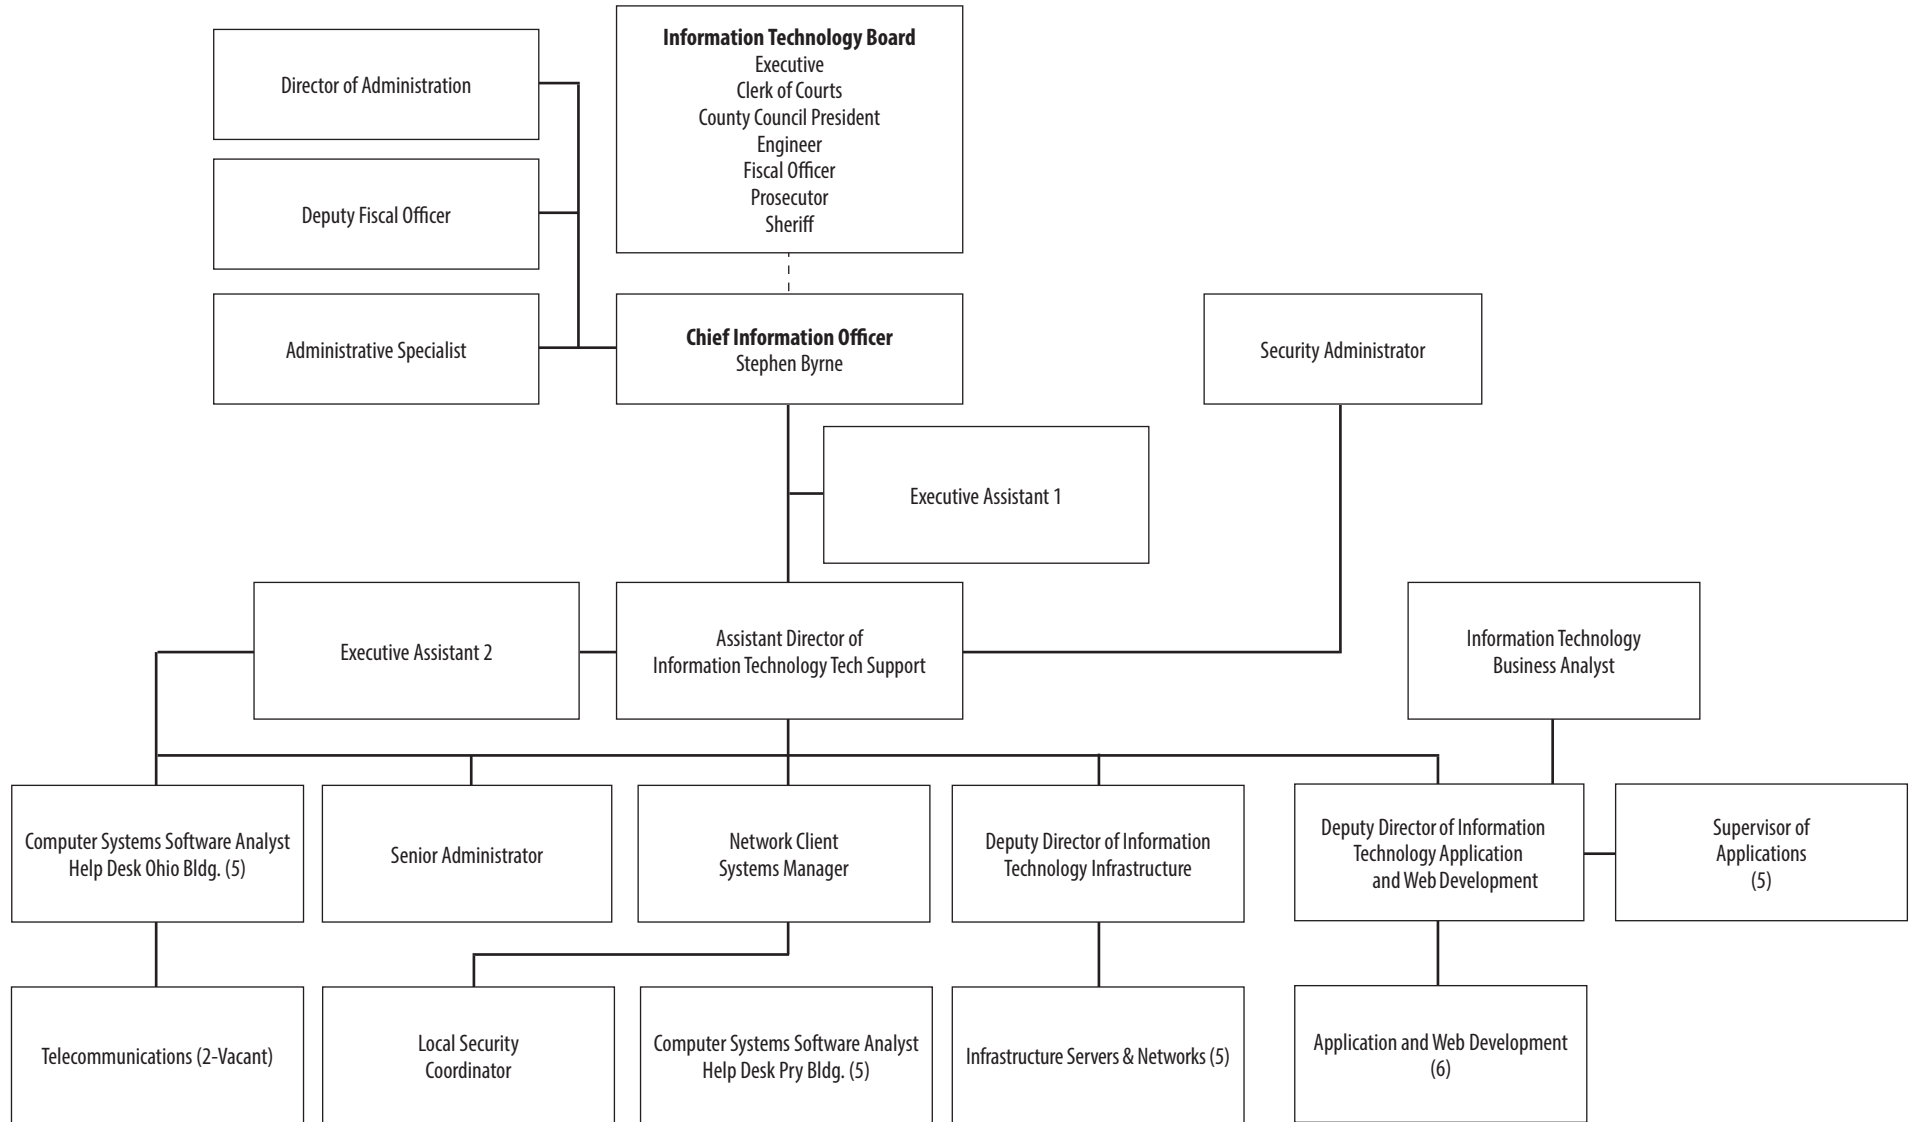 Information Technology Board
Executive
Clerk of Courts
County Council President
Engineer
Fiscal Officer
Prosecutor
Sheriff
Director of Administration
Deputy Fiscal Officer
Administrative Specialist
Chief Information Officer
Stephen Byrne
Security Administrator
Executive Assistant 1
Executive Assistant 2
Assistant Director of
Information Technology Tech Support
Information Technology
Business Analyst
Computer Systems Software Analyst
Help Desk Ohio Bldg. (5)
Senior Administrator
Network Client
Systems Manager
Deputy Director of Information
Technology Infrastructure
Deputy Director of Information
Technology Application
and Web Development
Supervisor of
Applications
(5)
Telecommunications (2-Vacant)
Local Security
Coordinator
Computer Systems Software Analyst
Help Desk Pry Bldg. (5)
Infrastructure Servers & Networks (5)
Application and Web Development
(6)